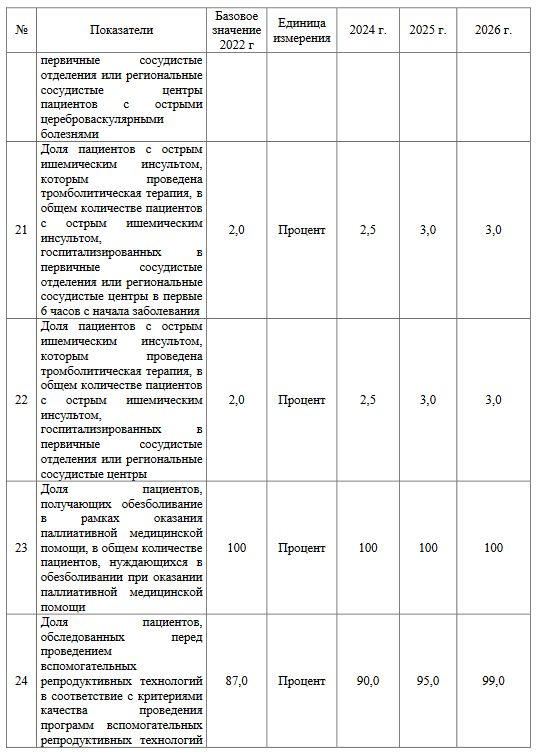 № Показатели Базовое значение 2022 г Единица измерения 2024 г. 2025 г. 2026 г.
первичные сосудистые
отделения или региональные
сосудистые центры
пациентов с острыми
цереброваскулярными
болезнями
Доля пациентов с острым
ишемическим инсультом,
которым проведена
тромболитическая терапия, в
общем количестве пациентов
21 с острым ишемическим 2,0 Процент 2,5 3,0 3,0
инсультом,
госпитализированных в
первичные сосудистые
отделения или региональные
сосудистые центры в первые
6 часов с начала заболевания
Доля пациентов с острым
ишемическим инсультом,
которым проведена
тромболитическая терапия, в
общем количестве пациентов
22 с острым ишемическим 2,0 Процент 2,5 3,0 3,0
инсультом,
госпитализированных в
первичные сосудистые
отделения или региональные
сосудистые центры
Доля пациентов,
получающих обезболивание
в рамках оказания
паллиативной медицинской
23 помощи, в общем количестве 100 Процент 100 100 100
пациентов, нуждающихся в
обезболивании при оказании
паллиативной медицинской
помощи
Доля пациентов,
обследованных перед
проведением
вспомогательных
24 репродуктивных технологий 87,0 Процент 90,0 95,0 99,0
в соответствие с критериями
качества проведения
программ вспомогательных
репродуктивных технологий